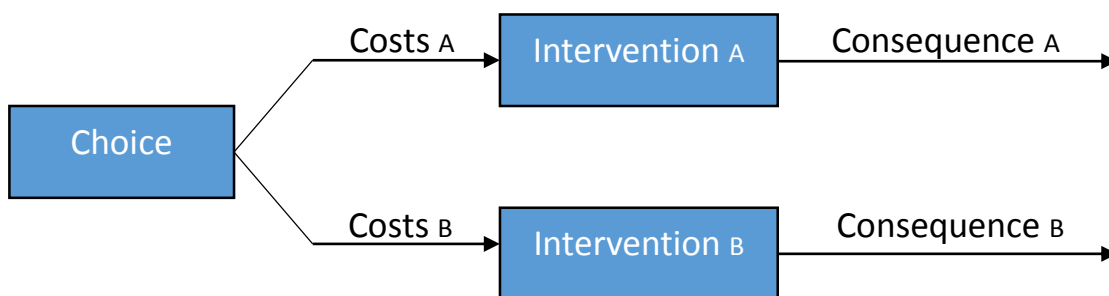 Costs A
Intervention A
Consequence A
Choice
Costs B
Intervention B
Consequence B